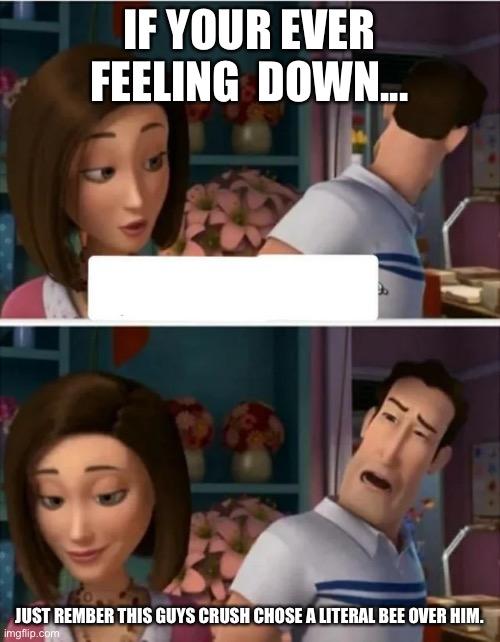 IF YOUR EVER
FEELING  DOWN...
JUST REMBER THIS GUYS CRUSH CHOSE A LITERAL BEE OVER HIM.
imgflip.com